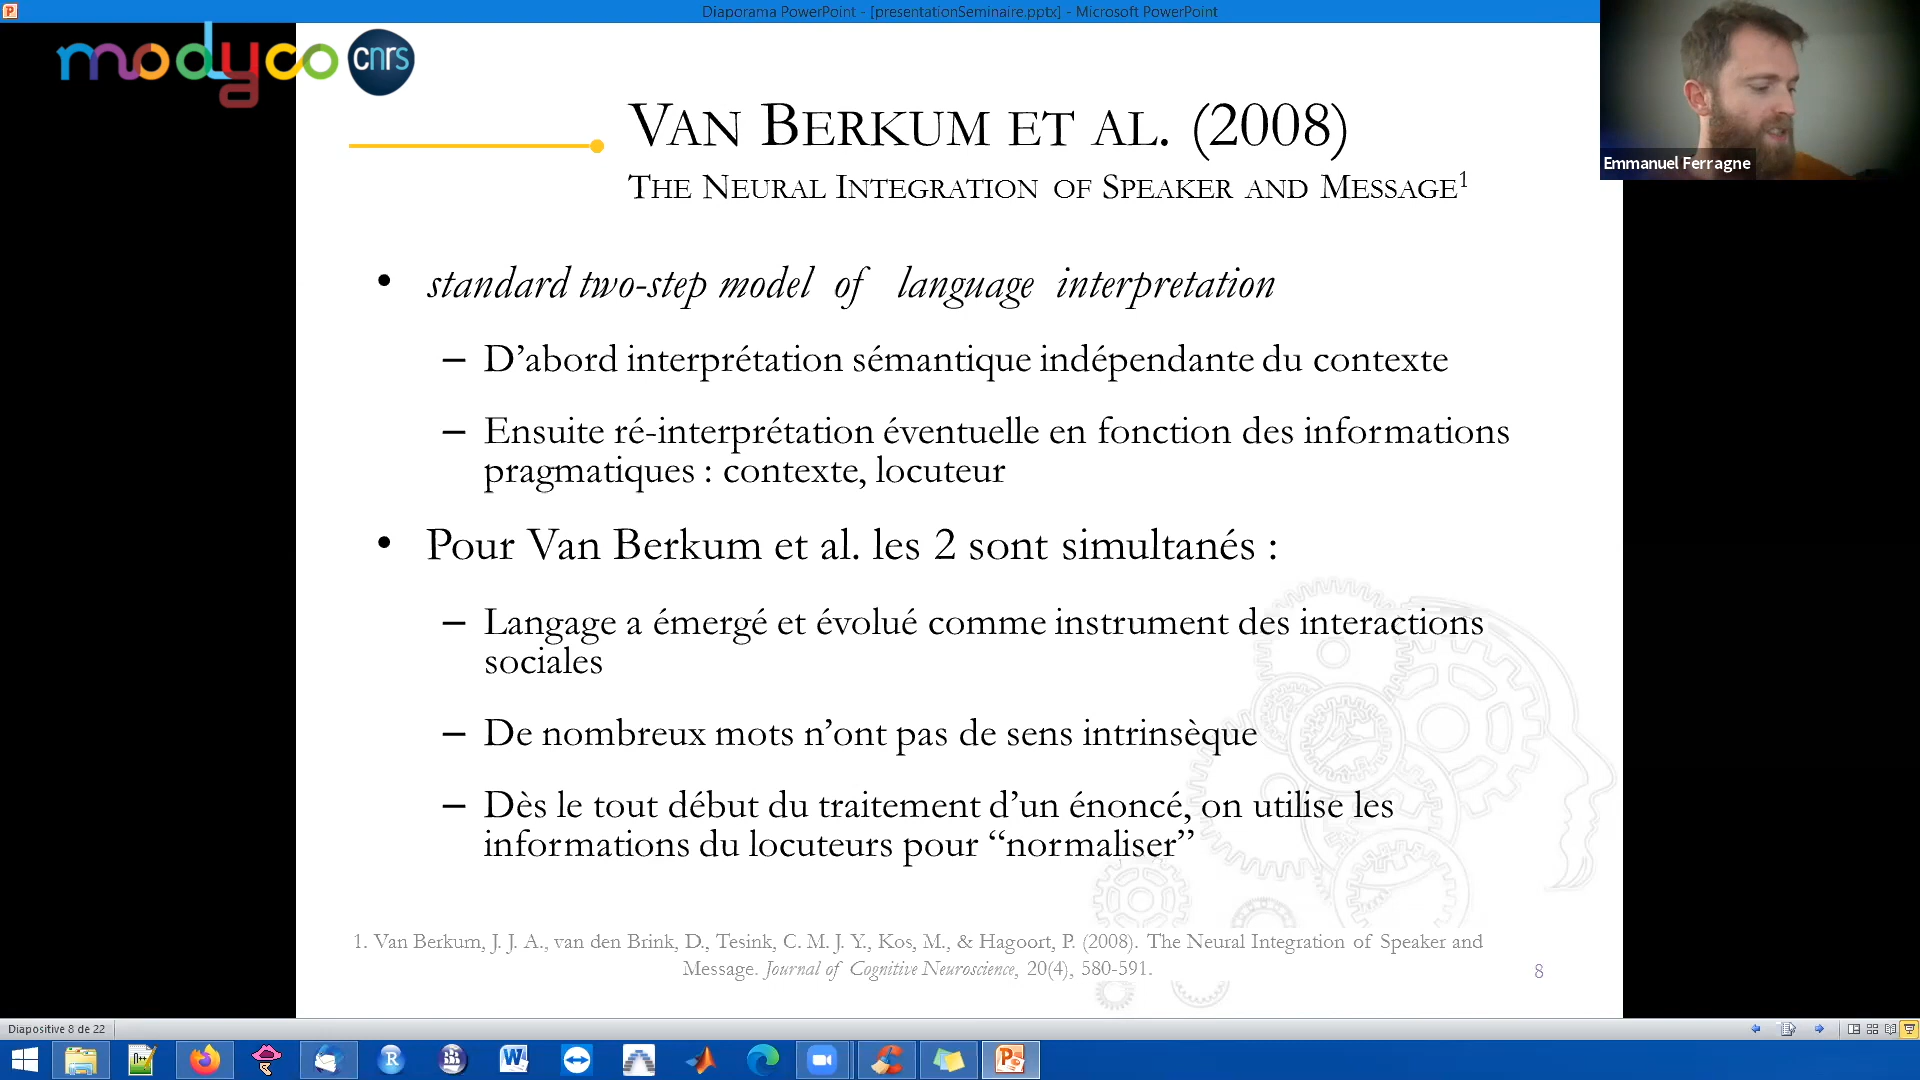 Diaporama PowerPoint - [presentationSeminaire.pptx] - Microsoft PowerPoint
modyco cnrs
Emmanuel Ferragne
VAN BERKUM ET AL. (2008)
THE NEURAL INTEGRATION OF SPEAKER AND MESSAGE1
• standard two-step model of language interpretation
– D’abord interprétation sémantique indépendante du contexte
– Ensuite ré-interprétation éventuelle en fonction des informations
pragmatiques : contexte, locuteur
• Pour Van Berkum et al. les 2 sont simultanés :
– Langage a émergé et évolué comme instrument des interactions
sociales
– De nombreux mots n’ont pas de sens intrinsèque
– Dès le tout début du traitement d’un énoncé, on utilise les
informations du locuteurs pour “normaliser”
1. Van Berkum, J. J. A., van den Brink, D., Tesink, C. M. J. Y., Kos, M., & Hagoort, P. (2008). The Neural Integration of Speaker and
Message. Journal of Cognitive Neuroscience, 20(4), 580-591.
8
Diapositive 8 de 22